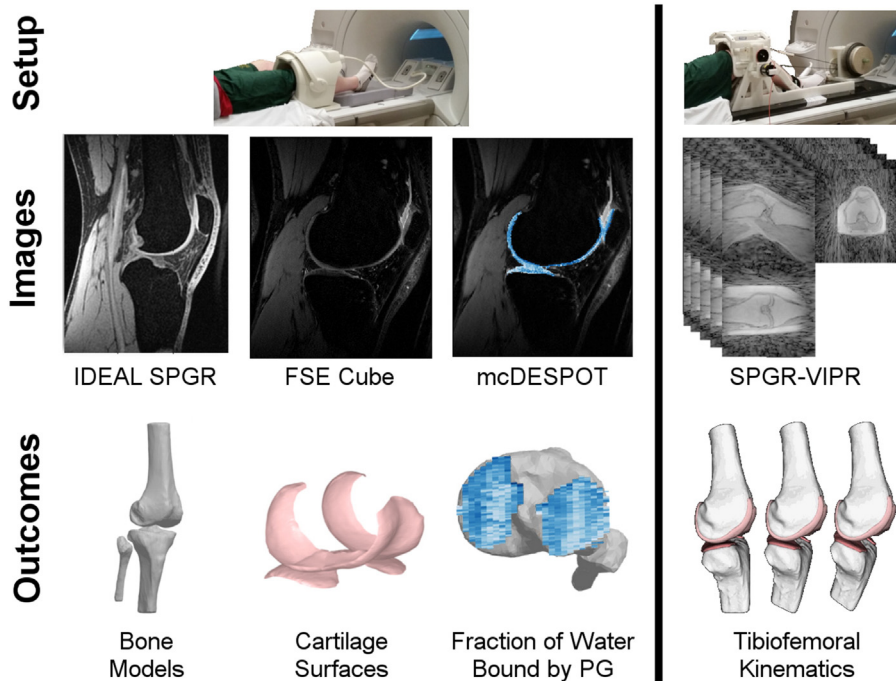 Setup
Images
IDEAL SPGR
FSE Cube
mcDESPOT
SPGR-VIPR
Outcomes
Bone
Models
Cartilage
Surfaces
Fraction of Water
Bound by PG
Tibiofemoral
Kinematics